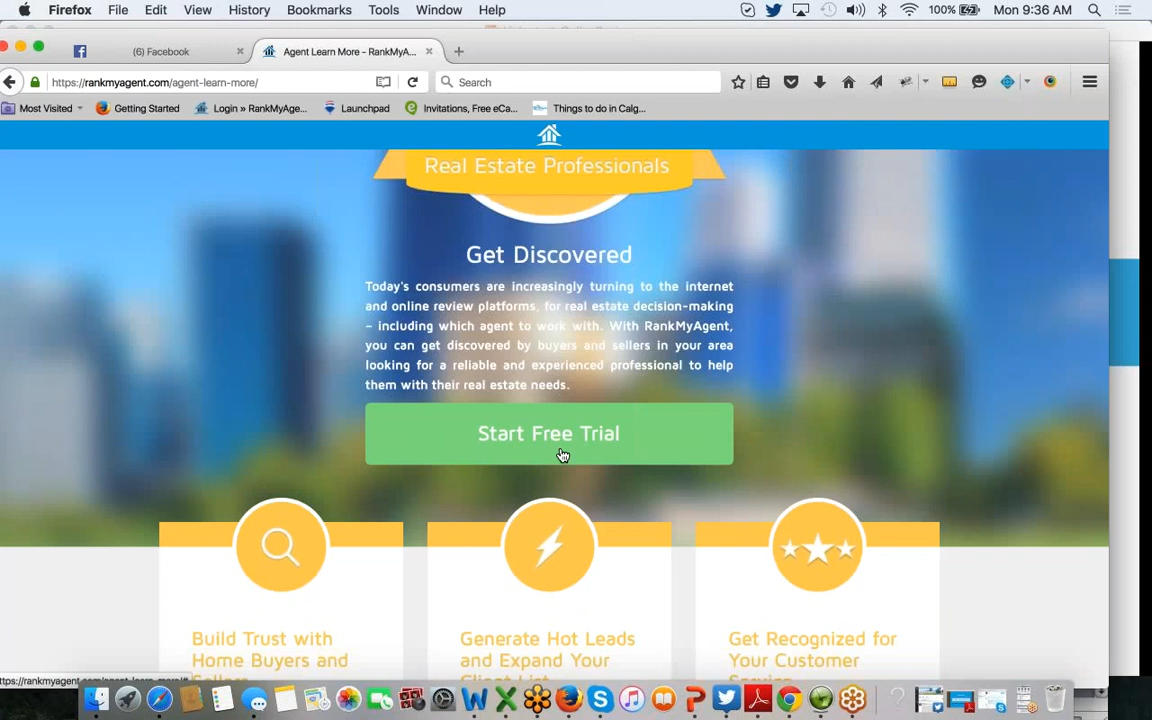 Firefox File Edit View History Bookmarks Tools Window Help 100% Mon 9:36 AM
(6) Facebook Agent Learn More - RankMyA...
https://rankmyagent.com/agent-learn-more/ Search
Most Visited Getting Started Login » RankMyAge... Launchpad Invitations, Free eCa... Things to do in Calg...
Real Estate Professionals
Get Discovered
Today's consumers are increasingly turning to the internet
and online review platforms, for real estate decision-making
– including which agent to work with. With RankMyAgent,
you can get discovered by buyers and sellers in your area
looking for a reliable and experienced professional to help
them with their real estate needs.
Start Free Trial
Build Trust with
Home Buyers and
Sellers
Generate Hot Leads
and Expand Your
Client List
Get Recognized for
Your Customer
Service